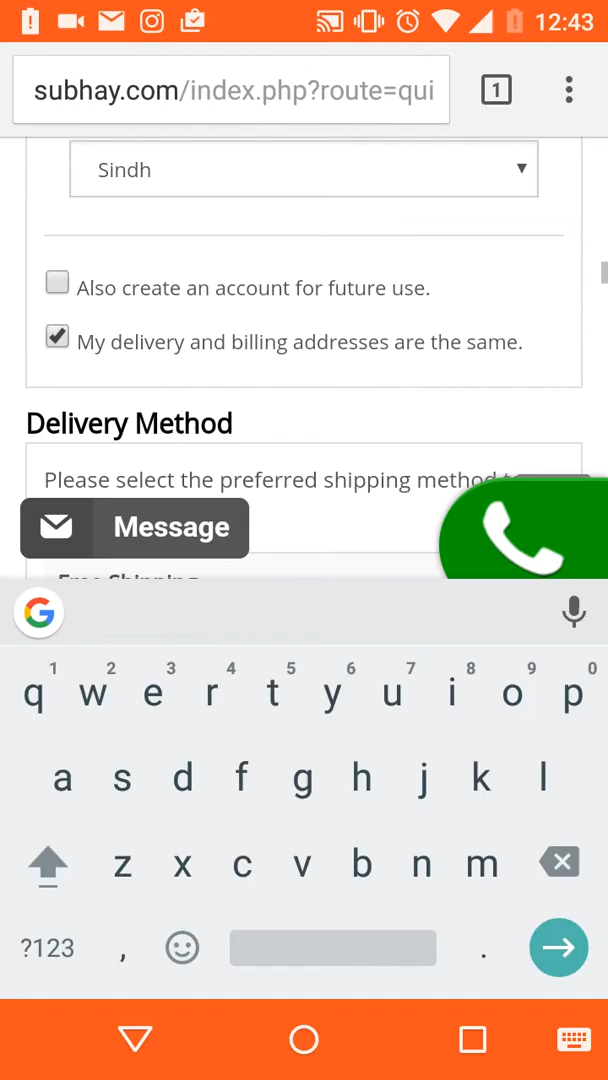 12:43
subhay.com/index.php?route=qui
1
Sindh
Also create an account for future use.
My delivery and billing addresses are the same.
Delivery Method
Please select the preferred shipping method
Message
Free Shipping
1 2 3 4 5 6 7 8 9 0
q w e r t y u i o p
a s d f g h j k l
z x c v b n m
?123 , .